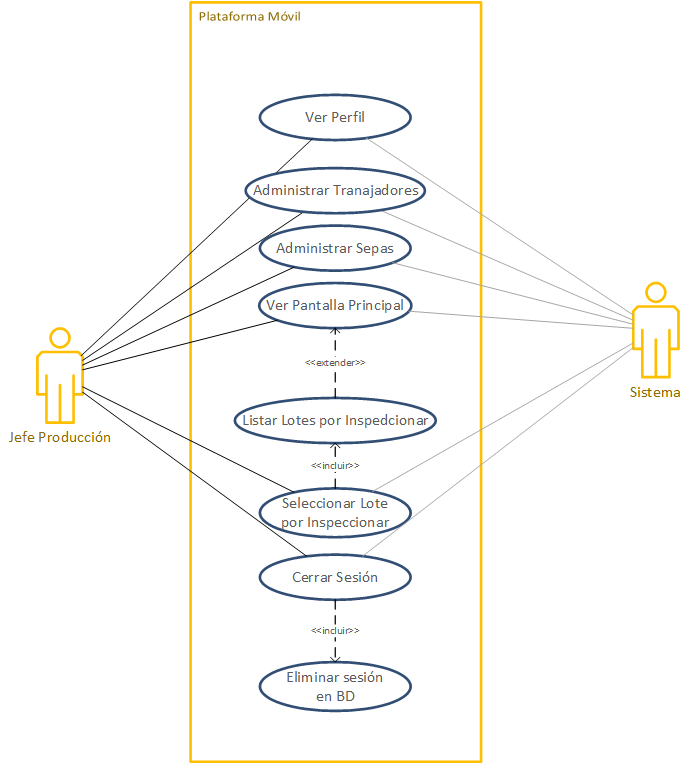 Plataforma Móvil
Ver Perfil
Administrar Tranajadores
Administrar Sepas
Ver Pantalla Principal
<<extender>>
Jefe Producción
Sistema
Listar Lotes por Inspedcionar
<<incluir>>
Seleccionar Lote
por Inspeccionar
Cerrar Sesión
<<incluir>>
Eliminar sesión
en BD